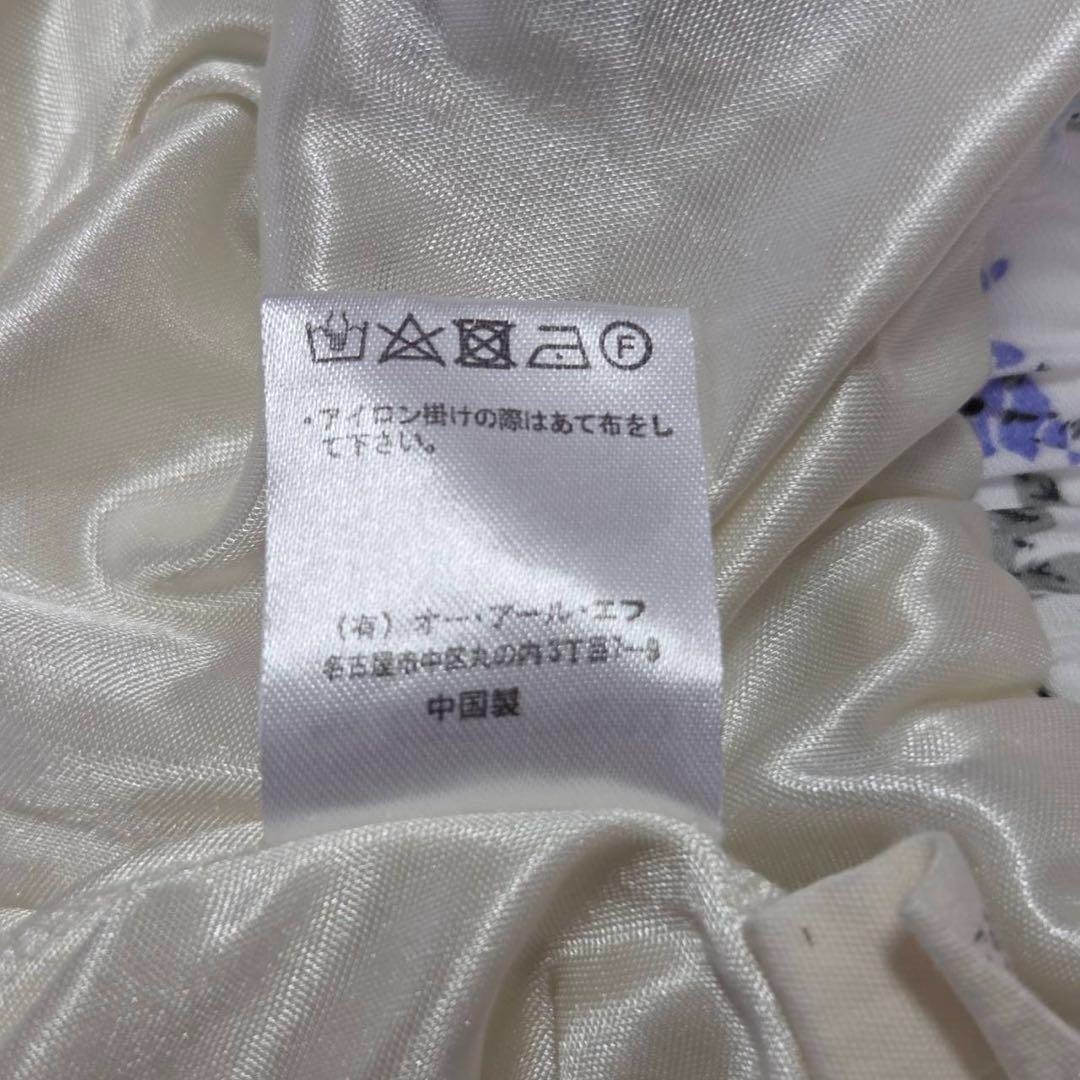 F
・アイロン掛けの際はあて布をし
て下さい。
(有) オー・アール・エフ
名古屋市中区丸の内3丁目7-9
中国製